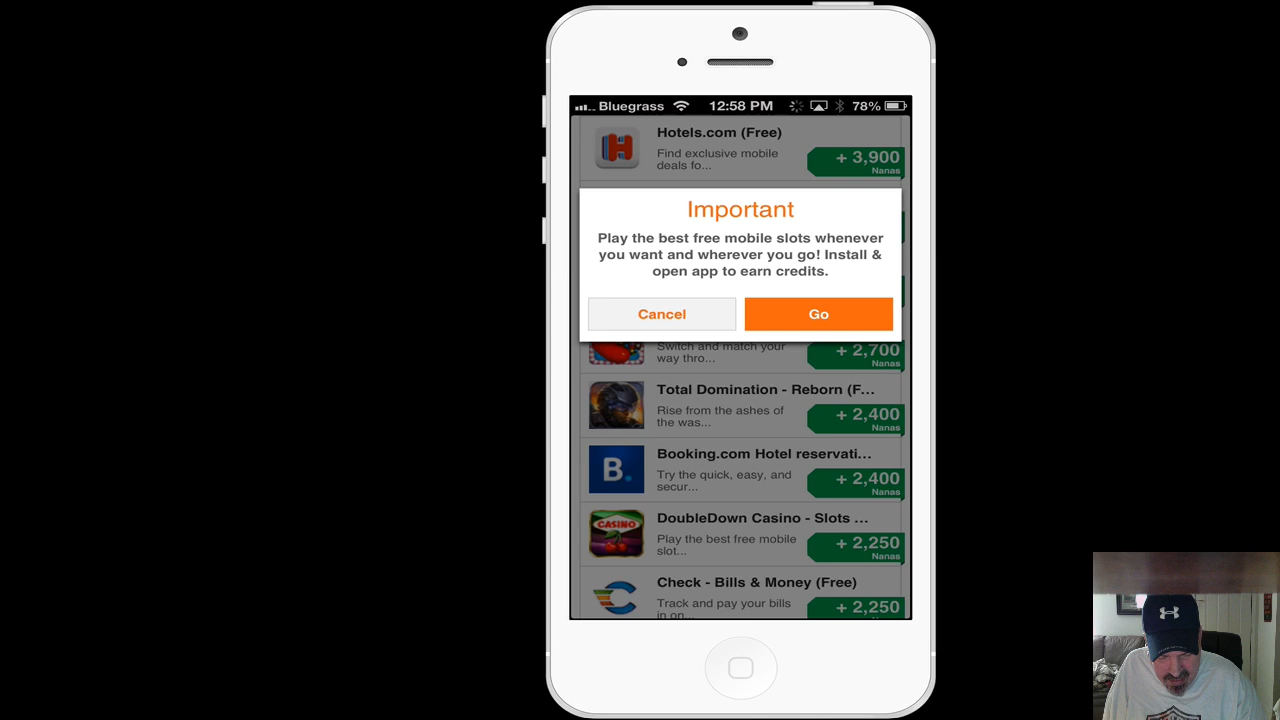 Bluegrass 12:58 PM 78%
Hotels.com (Free)
Find exclusive mobile
deals fo...
+ 3,900
Nanas
Important
Play the best free mobile slots whenever
you want and wherever you go! Install &
open app to earn credits.
Cancel
Go
Switch and match your
way thro...
+ 2,700
Nanas
Total Domination - Reborn (F...
Rise from the ashes of
the was...
+ 2,400
Nanas
B.
Booking.com Hotel reservati...
Try the quick, easy, and
secur...
+ 2,400
Nanas
CASINO
DoubleDown Casino - Slots ...
Play the best free mobile
slot...
+ 2,250
Nanas
Check - Bills & Money (Free)
Track and pay your bills
in on...
+ 2,250